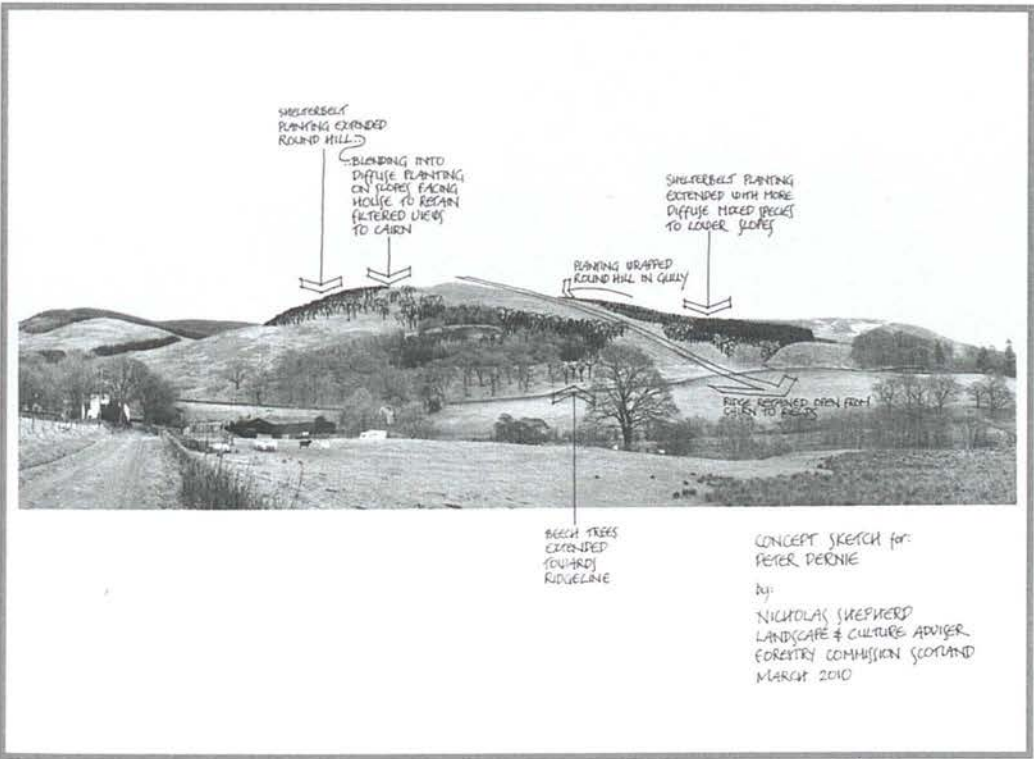 SHELTERBELT
PLANTING EXTENDED
ROUND HILL...
...BLENDING INTO
DIFFUSE PLANTING
ON SLOPES FACING
HOUSE TO RETAIN
FILTERED VIEWS
TO CAIRN
SHELTERBELT PLANTING
EXTENDED WITH MORE
DIFFUSE MIXED SPECIES
TO LOWER SLOPES
PLANTING WRAPPED
ROUND HILL IN GULLY
RIDGE RETAINED OPEN FROM
CAIRN TO FIELDS
BEECH TREES
EXTENDED
TOWARDS
RIDGELINE
CONCEPT SKETCH for:
PETER DERNIE
by:
NICHOLAS SHEPHERD
LANDSCAPE & CULTURE ADVISER
FORESTRY COMMISSION SCOTLAND
MARCH 2010